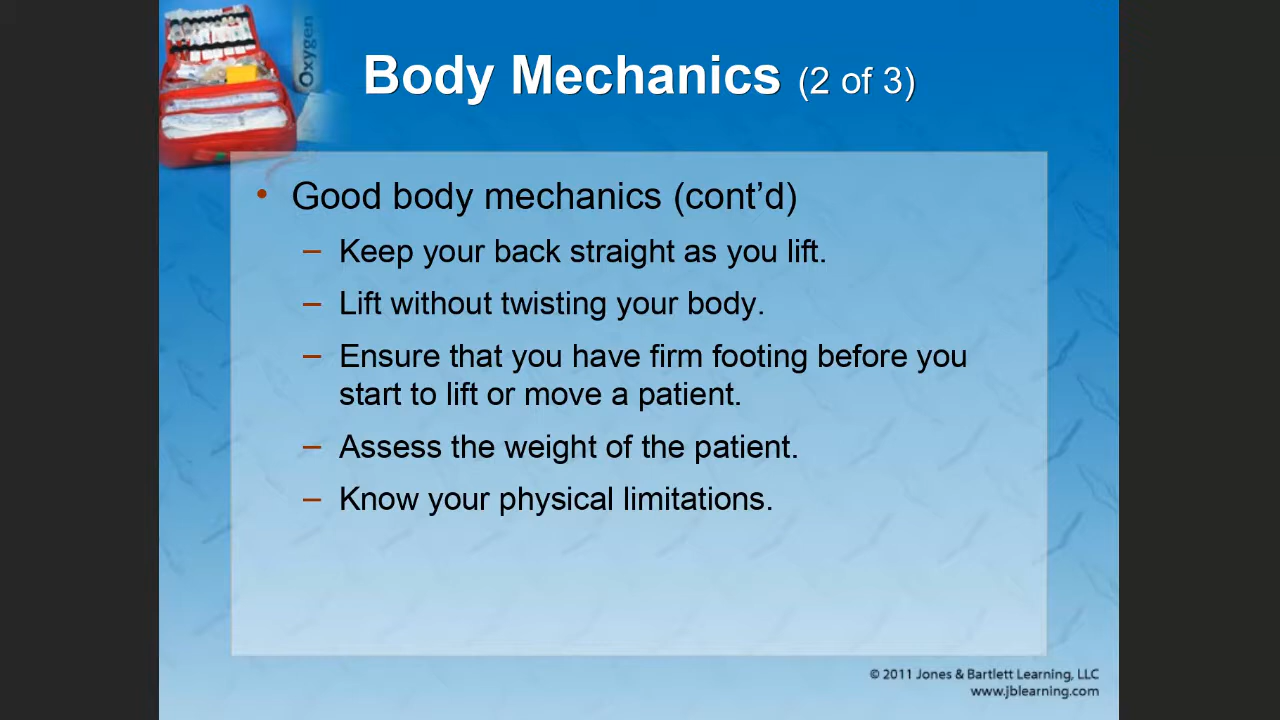 Oxygen
Body Mechanics (2 of 3)
• Good body mechanics (cont’d)
– Keep your back straight as you lift.
– Lift without twisting your body.
– Ensure that you have firm footing before you
start to lift or move a patient.
– Assess the weight of the patient.
– Know your physical limitations.
© 2011 Jones & Bartlett Learning, LLC
www.jblearning.com